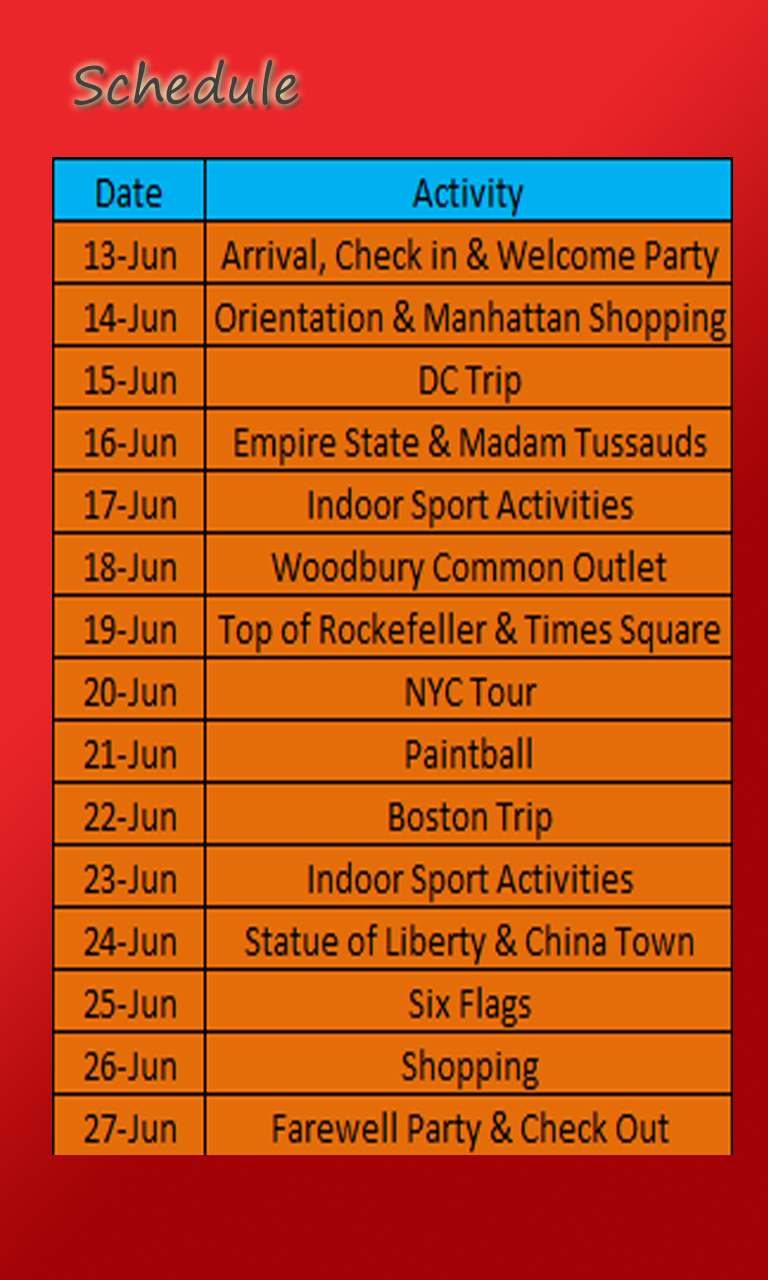 Schedule
Date Activity
13-Jun Arrival, Check in & Welcome Party
14-Jun Orientation & Manhattan Shopping
15-Jun DC Trip
16-Jun Empire State & Madam Tussauds
17-Jun Indoor Sport Activities
18-Jun Woodbury Common Outlet
19-Jun Top of Rockefeller & Times Square
20-Jun NYC Tour
21-Jun Paintball
22-Jun Boston Trip
23-Jun Indoor Sport Activities
24-Jun Statue of Liberty & China Town
25-Jun Six Flags
26-Jun Shopping
27-Jun Farewell Party & Check Out